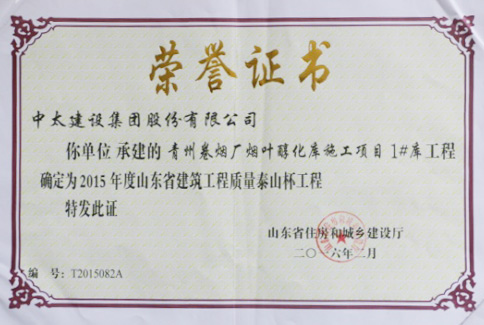 荣誉证书
中太建设集团股份有限公司
你单位 承建的 青州卷烟厂烟叶醇化库施工项目1#库工程
确定为2015年度山东省建筑工程质量泰山杯工程
特发此证
山东省住房和城乡建设厅
二〇一六年二月
编 号：T2015082A